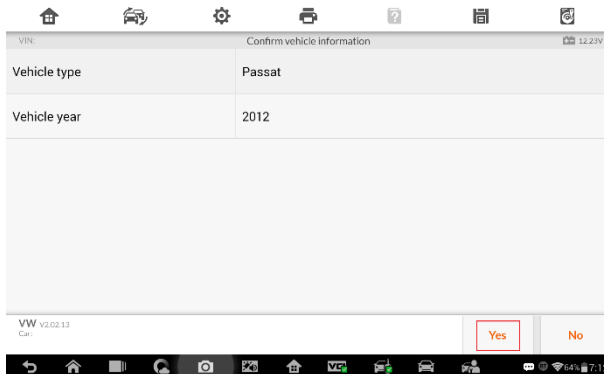 VIN: Confirm vehicle information 12.23V
Vehicle type Passat
Vehicle year 2012
VW V2.02.13
Car:
Yes No
64%